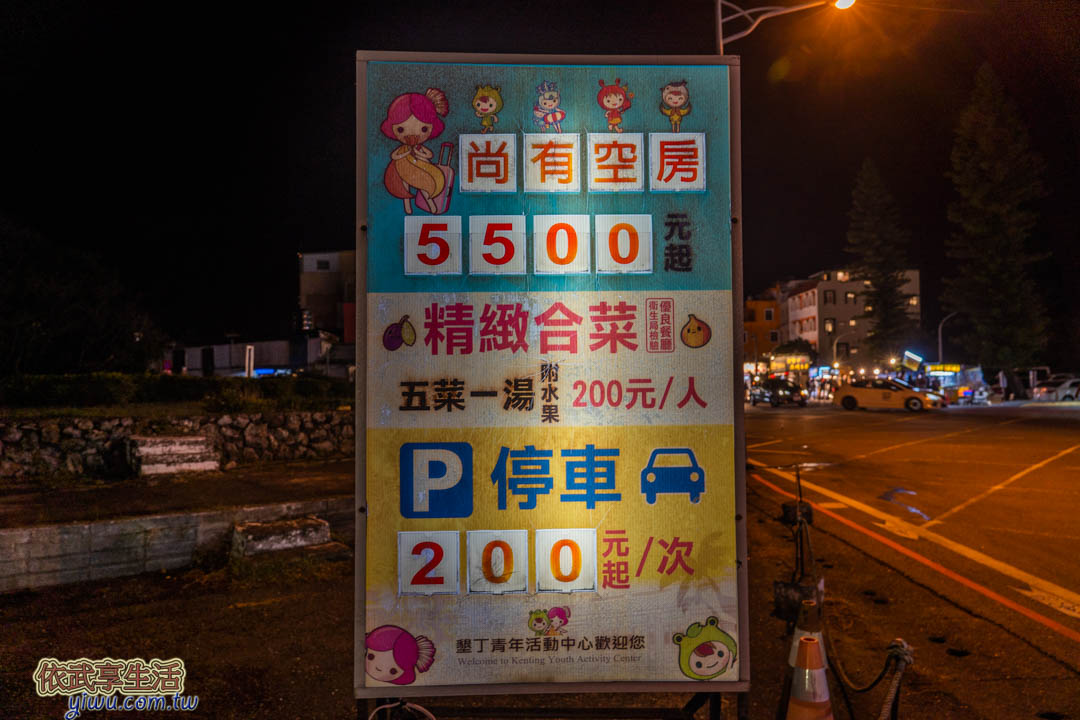 尚有空房
5500元起
精緻合菜
衛生局檢驗
優良餐廳
五菜一湯 附水果 200元/人
P 停車
200元起/次
墾丁青年活動中心歡迎您
Welcome to Kenting Youth Activity Center
依武享生活
yiwu.com.tw